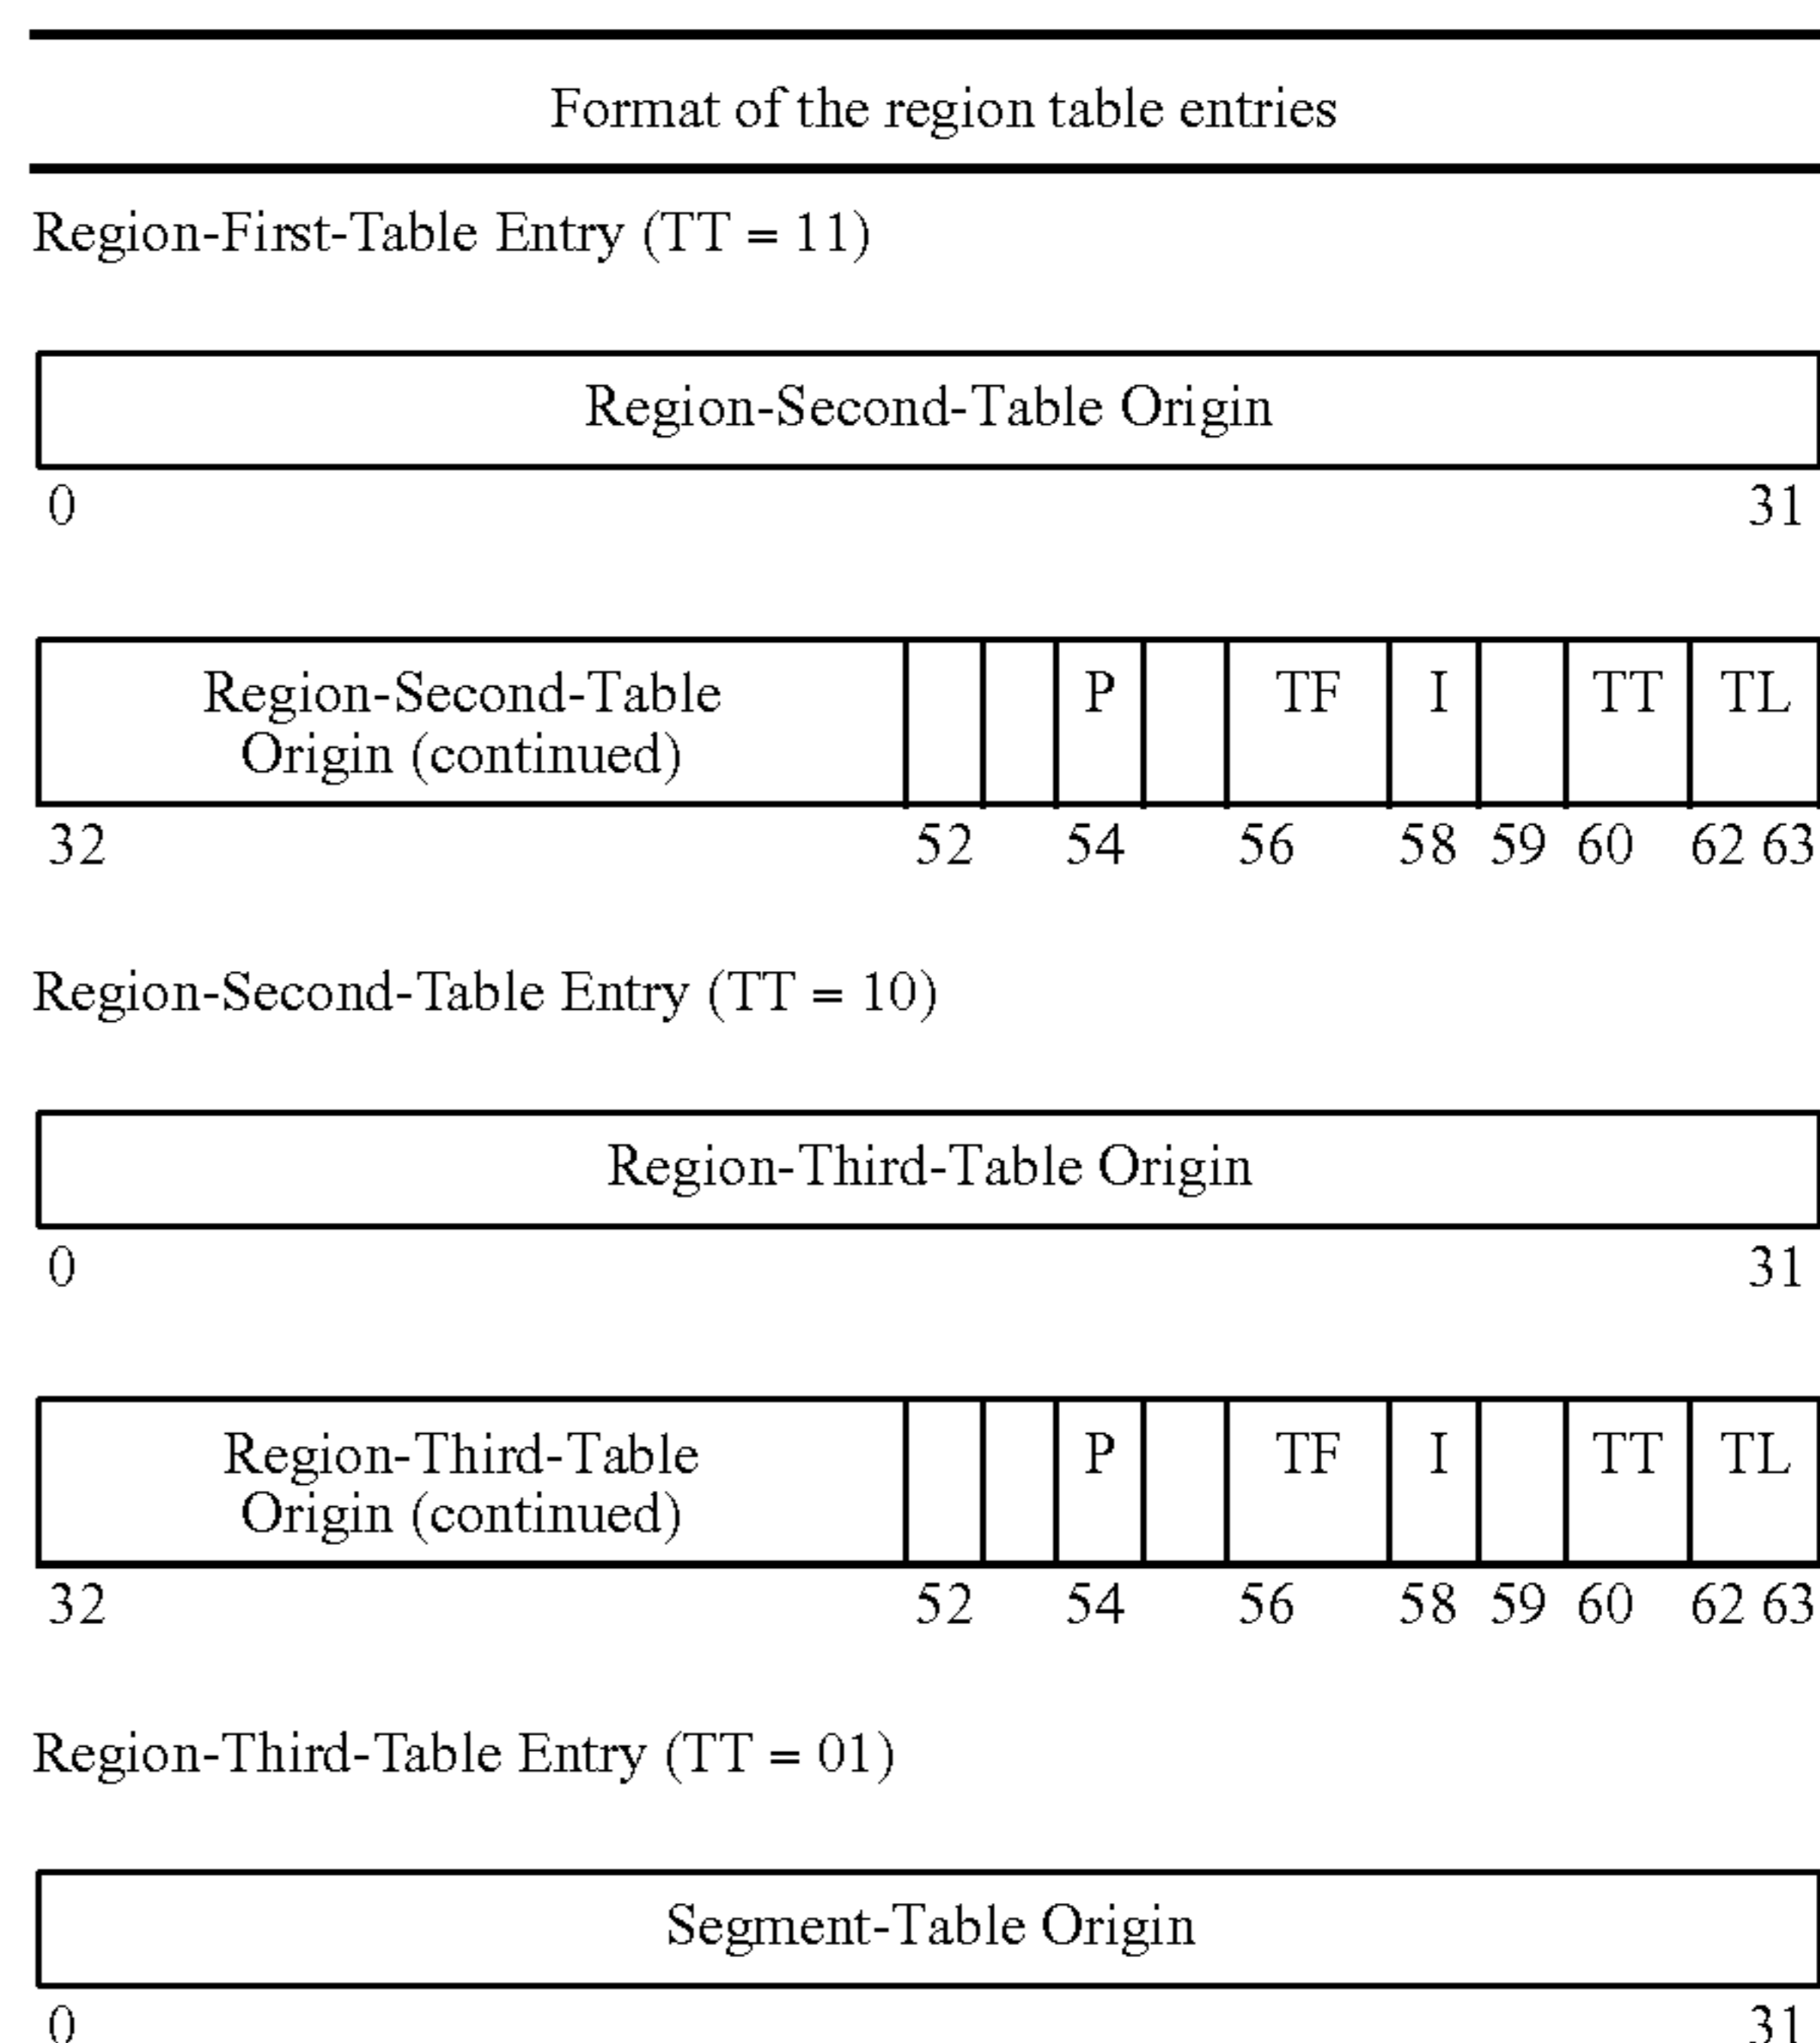 Format of the region table entries
Region-First-Table Entry (TT = 11)
Region-Second-Table Origin
0 31
Region-Second-Table P TF I TT TL
Origin (continued)
32 52 54 56 58 59 60 62 63
Region-Second-Table Entry (TT = 10)
Region-Third-Table Origin
0 31
Region-Third-Table P TF I TT TL
Origin (continued)
32 52 54 56 58 59 60 62 63
Region-Third-Table Entry (TT = 01)
Segment-Table Origin
0 31